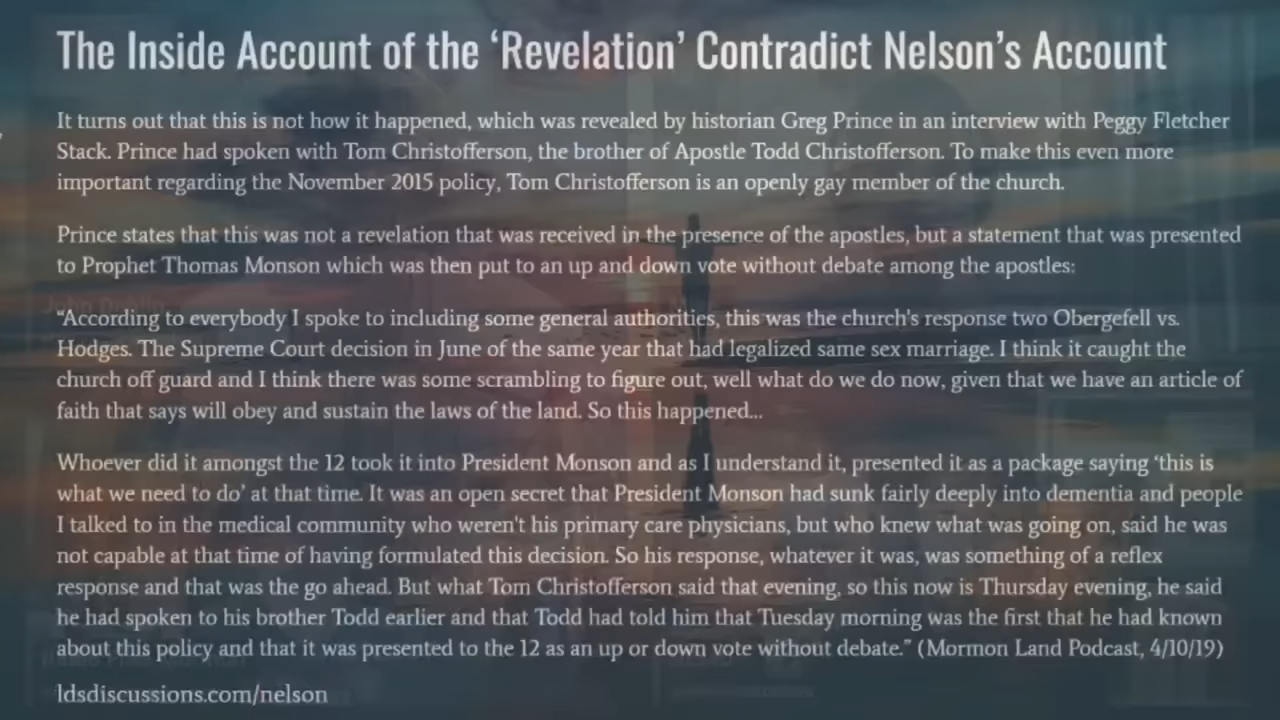 The Inside Account of the ‘Revelation’ Contradict Nelson’s Account
It turns out that this is not how it happened, which was revealed by historian Greg Prince in an interview with Peggy Fletcher
Stack. Prince had spoken with Tom Christofferson, the brother of Apostle Todd Christofferson. To make this even more
important regarding the November 2015 policy, Tom Christofferson is an openly gay member of the church.
Prince states that this was not a revelation that was received in the presence of the apostles, but a statement that was presented
to Prophet Thomas Monson which was then put to an up and down vote without debate among the apostles:
“According to everybody I spoke to including some general authorities, this was the church's response two Obergefell vs.
Hodges. The Supreme Court decision in June of the same year that had legalized same sex marriage. I think it caught the
church off guard and I think there was some scrambling to figure out, well what do we do now, given that we have an article of
faith that says will obey and sustain the laws of the land. So this happened...
Whoever did it amongst the 12 took it into President Monson and as I understand it, presented it as a package saying ‘this is
what we need to do’ at that time. It was an open secret that President Monson had sunk fairly deeply into dementia and people
I talked to in the medical community who weren't his primary care physicians, but who knew what was going on, said he was
not capable at that time of having formulated this decision. So his response, whatever it was, was something of a reflex
response and that was the go ahead. But what Tom Christofferson said that evening, so this now is Thursday evening, he said
he had spoken to his brother Todd earlier and that Todd had told him that Tuesday morning was the first that he had known
about this policy and that it was presented to the 12 as an up or down vote without debate.” (Mormon Land Podcast, 4/10/19)
ldsdiscussions.com/nelson